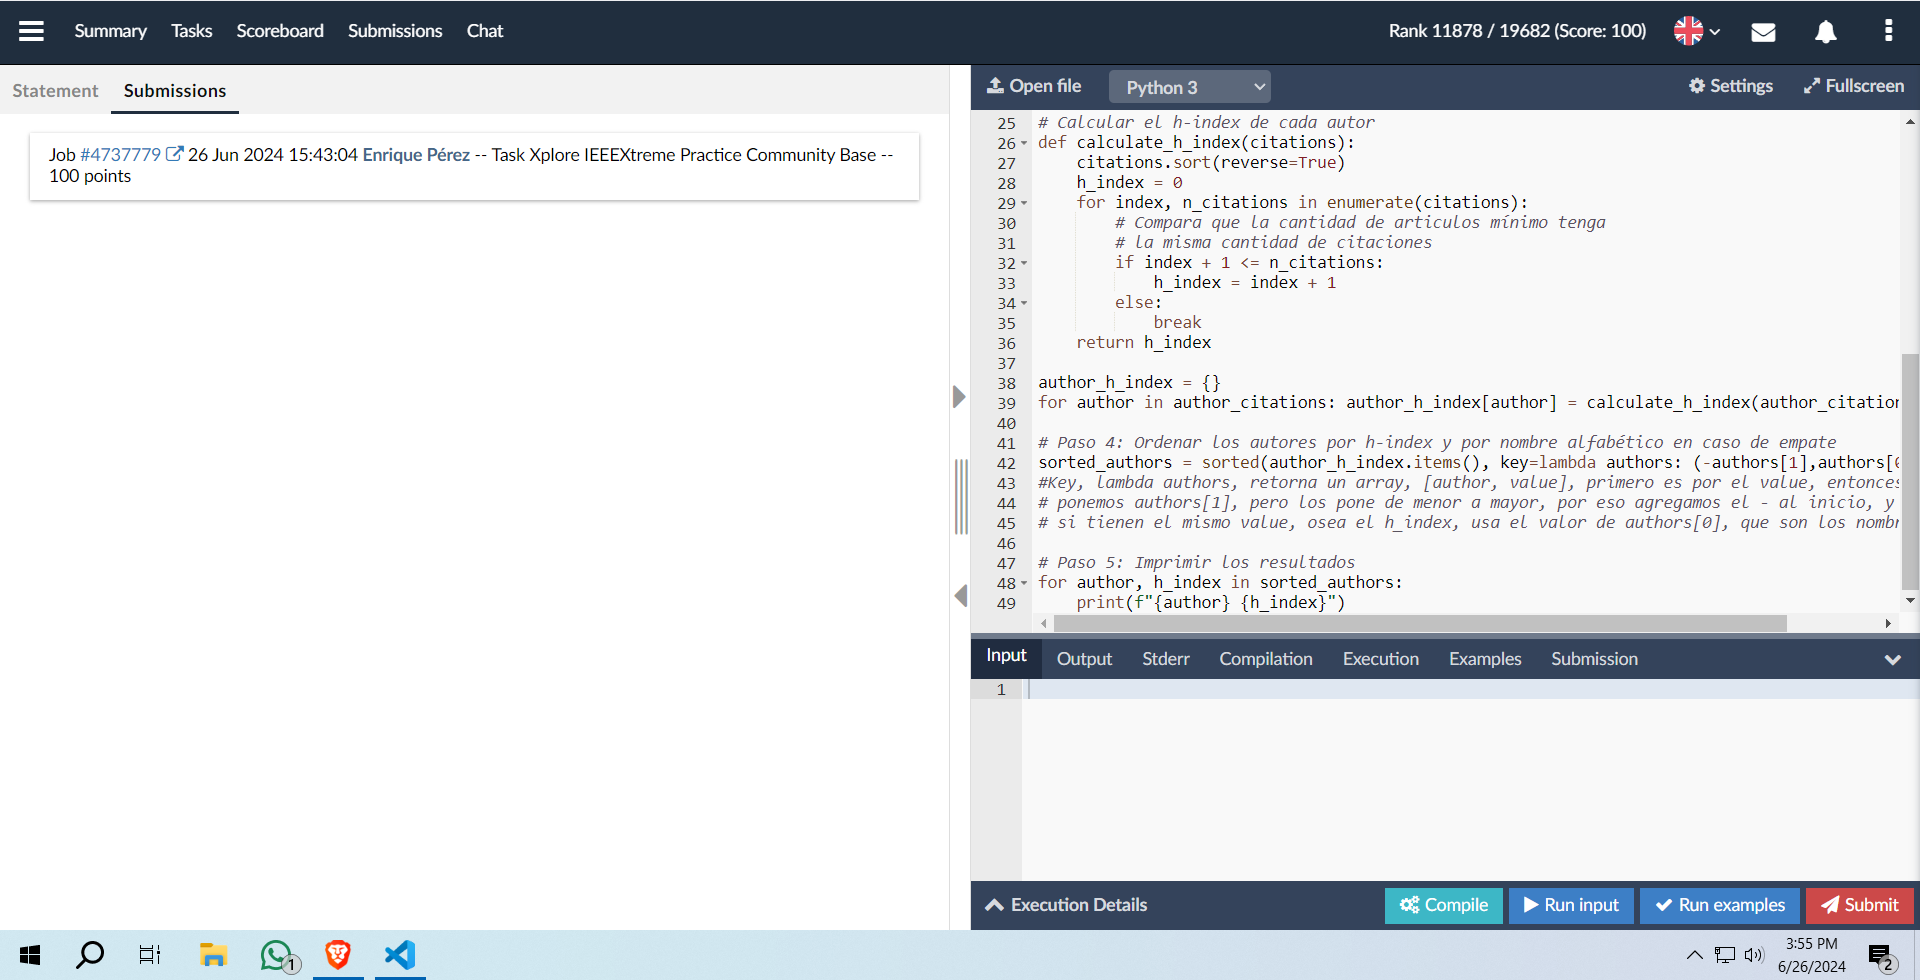 Summary Tasks Scoreboard Submissions Chat Rank 11878 / 19682 (Score: 100)
Statement Submissions
Job #4737779 26 Jun 2024 15:43:04 Enrique Pérez -- Task Xplore IEEEXtreme Practice Community Base --
100 points
Open file Python 3 Settings Fullscreen
25 # Calcular el h-index de cada autor
26 def calculate_h_index(citations):
27 citations.sort(reverse=True)
28 h_index = 0
29 for index, n_citations in enumerate(citations):
30 # Compara que la cantidad de articulos mínimo tenga
31 # la misma cantidad de citaciones
32 if index + 1 <= n_citations:
33 h_index = index + 1
34 else:
35 break
36 return h_index
37
38 author_h_index = {}
39 for author in author_citations: author_h_index[author] = calculate_h_index(author_citation
40
41 # Paso 4: Ordenar los autores por h-index y por nombre alfabético en caso de empate
42 sorted_authors = sorted(author_h_index.items(), key=lambda authors: (-authors[1],authors[0
43 #Key, lambda authors, retorna un array, [author, value], primero es por el value, entonces
44 # ponemos authors[1], pero los pone de menor a mayor, por eso agregamos el - al inicio, y
45 # si tienen el mismo value, osea el h_index, usa el valor de authors[0], que son los nombr
46
47 # Paso 5: Imprimir los resultados
48 for author, h_index in sorted_authors:
49 print(f"{author} {h_index}")
Input Output Stderr Compilation Execution Examples Submission
1
Execution Details Compile Run input Run examples Submit
1
3:55 PM
6/26/2024
2